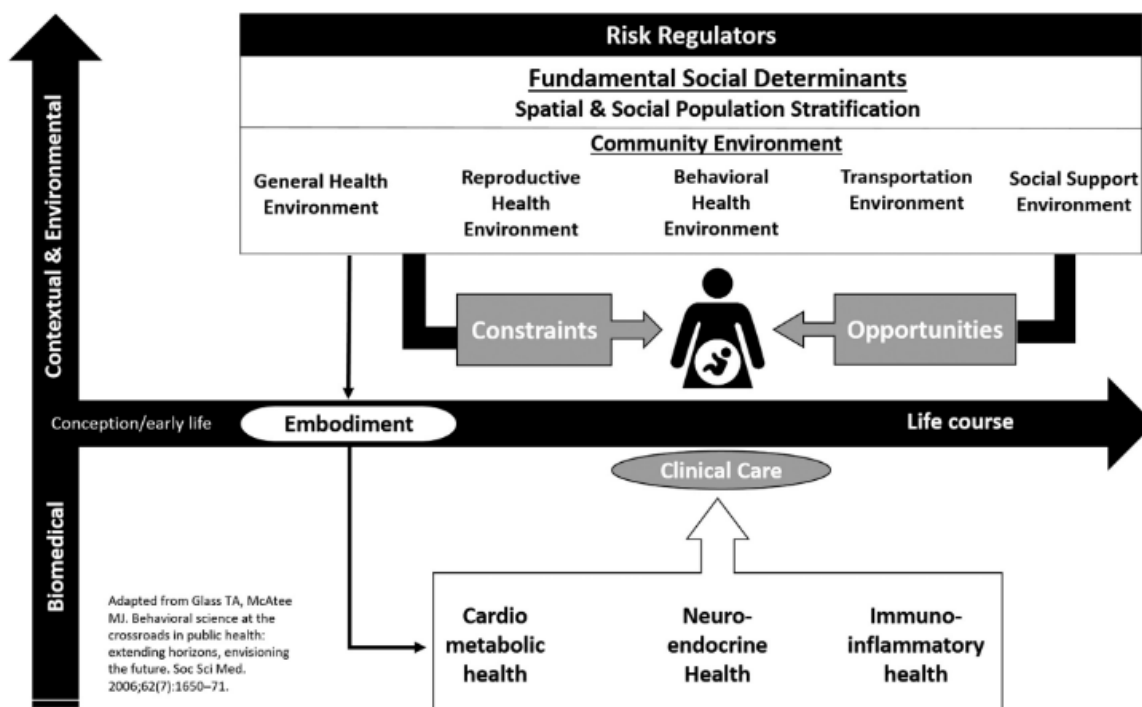 Risk Regulators
Fundamental Social Determinants
Spatial & Social Population Stratification
Community Environment
General Health
Environment
Reproductive
Health
Environment
Behavioral
Health
Environment
Transportation
Environment
Social Support
Environment
Contextual & Environmental
Constraints
Opportunities
Conception/early life
Embodiment
Life course
Clinical Care
Biomedical
Adapted from Glass TA, McAtee
MJ. Behavioral science at the
crossroads in public health:
extending horizons, envisioning
the future. Soc Sci Med.
2006;62(7):1650–71.
Cardio
metabolic
health
Neuro-
endocrine
Health
Immuno-
inflammatory
health